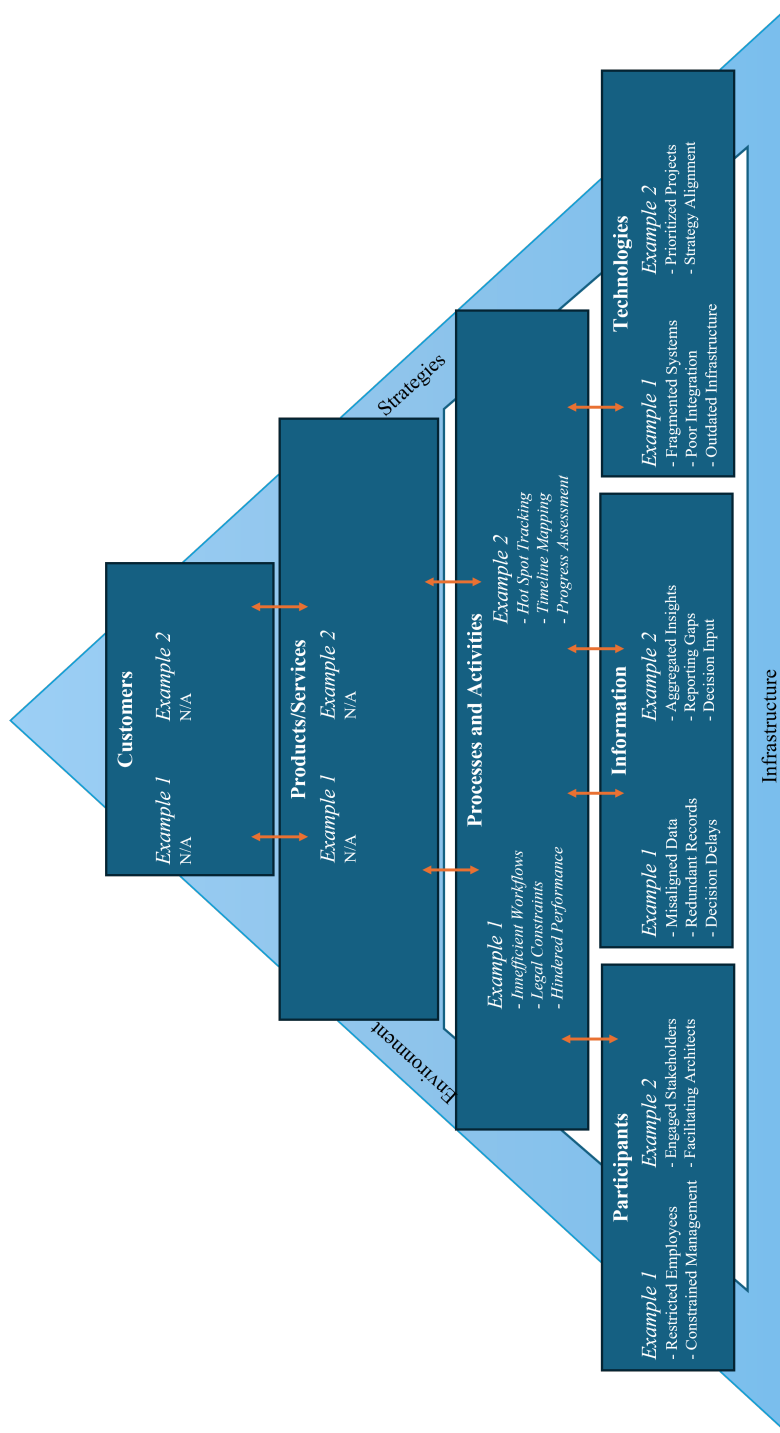 Customers
Example 1
N/A
Example 2
N/A
Products/Services
Example 1
N/A
Example 2
N/A
Environment
Strategies
Processes and Activities
Example 1
- Innefficient Workflows
- Legal Constraints
- Hindered Performance
Example 2
- Hot Spot Tracking
- Timeline Mapping
- Progress Assessment
Participants
Example 1
- Restricted Employees
- Constrained Management
Example 2
- Engaged Stakeholders
- Facilitating Architects
Information
Example 1
- Misaligned Data
- Redundant Records
- Decision Delays
Example 2
- Aggregated Insights
- Reporting Gaps
- Decision Input
Technologies
Example 1
- Fragmented Systems
- Poor Integration
- Outdated Infrastructure
Example 2
- Prioritized Projects
- Strategy Alignment
Infrastructure